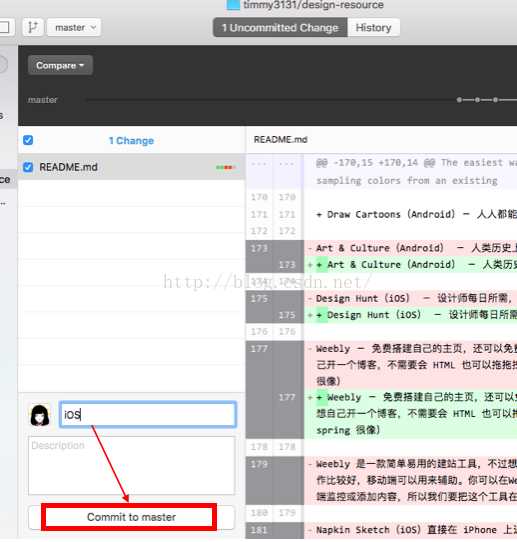 timmy3131/design-resource
master
1 Uncommitted Change
History
Compare
master
1 Change
README.md
README.md
@@ -170,15 +170,14 @@ The easiest wa
sampling colors from an existing
170 170
171 171 + Draw Cartoons (Android) — 人人都能
172 172
173 - Art & Culture (Android) — 人类历史上
173 + + Art & Culture (Android) — 人类历史
http://blog.csdn.net/
174 174
175 - Design Hunt (iOS) — 设计师每日所需,
175 + + Design Hunt (iOS) — 设计师每日所需
176 176
177 - Weebly — 免费搭建自己的主页，还可以免
己开一个博客，不需要会 HTML 也可以拖拖拽
很像）
177 + + Weebly — 免费搭建自己的主页，还可以
想自己开一个博客，不需要会 HTML 也可以拖
spring 很像）
178 178
179 - Weebly 是一款简单易用的建站工具，不过想
作比较好，移动端可以用来辅助。你可以在We
端监控或添加内容，所以我们要把这个工具在
180 179
181 - Napkin Sketch（iOS）直接在 iPhone 上
iOS
Description
Commit to master